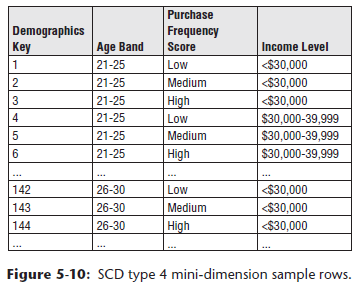 Demographics Key Age Band Purchase Frequency Score Income Level
1 21-25 Low <$30,000
2 21-25 Medium <$30,000
3 21-25 High <$30,000
4 21-25 Low $30,000-39,999
5 21-25 Medium $30,000-39,999
6 21-25 High $30,000-39,999
... ... ... ...
142 26-30 Low <$30,000
143 26-30 Medium <$30,000
144 26-30 High <$30,000
... ... ... ...
Figure 5-10: SCD type 4 mini-dimension sample rows.